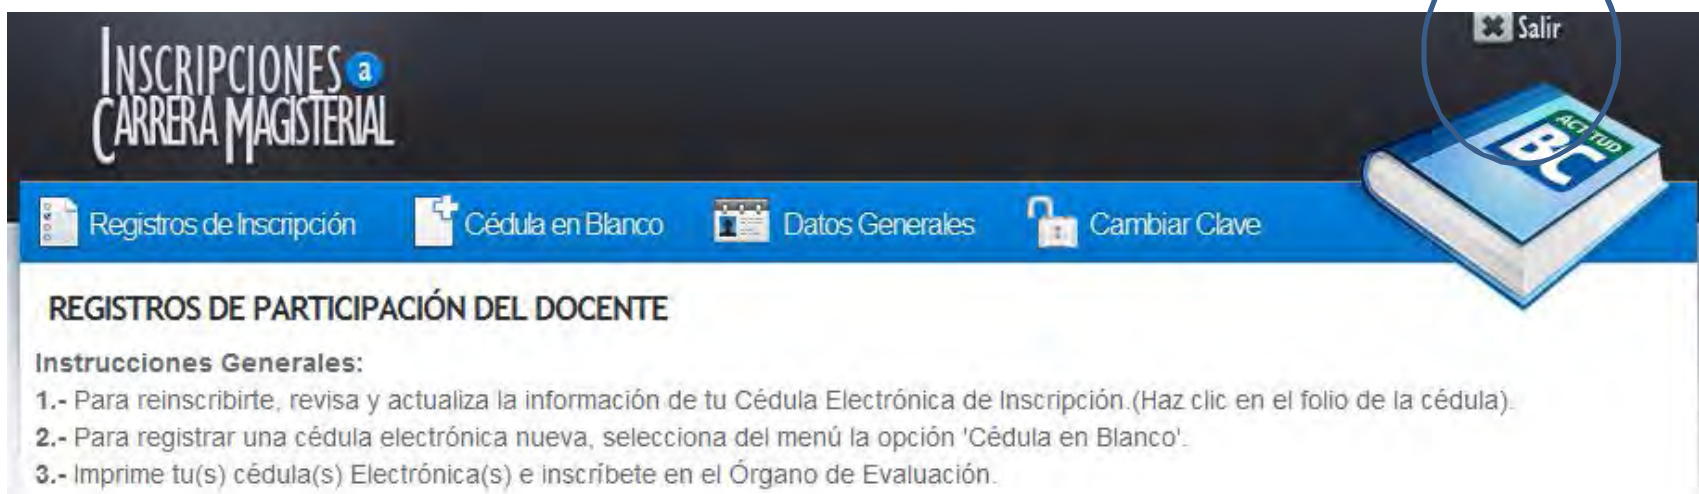 Salir
INSCRIPCIONES a
CARRERA MAGISTERIAL
ACTITUD
BC
Registros de Inscripción Cédula en Blanco Datos Generales Cambiar Clave
REGISTROS DE PARTICIPACIÓN DEL DOCENTE
Instrucciones Generales:
1.- Para reinscribirte, revisa y actualiza la información de tu Cédula Electrónica de Inscripción.(Haz clic en el folio de la cédula).
2.- Para registrar una cédula electrónica nueva, selecciona del menú la opción 'Cédula en Blanco'.
3.- Imprime tu(s) cédula(s) Electrónica(s) e inscríbete en el Órgano de Evaluación.